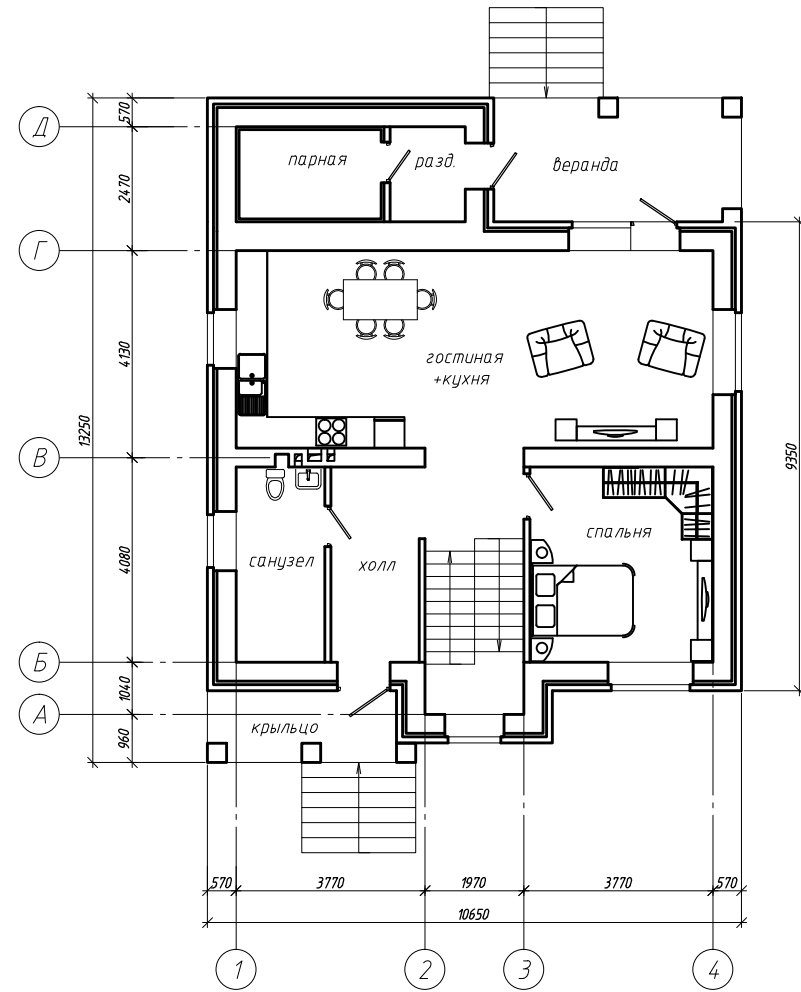 570
Д
парная
разд.
веранда
2470
Г
4130
гостиная
+кухня
13250
9350
В
4080
санузел
холл
спальня
Б
1040
А
960
крыльцо
570
3770
1970
3770
570
10650
1
2
3
4